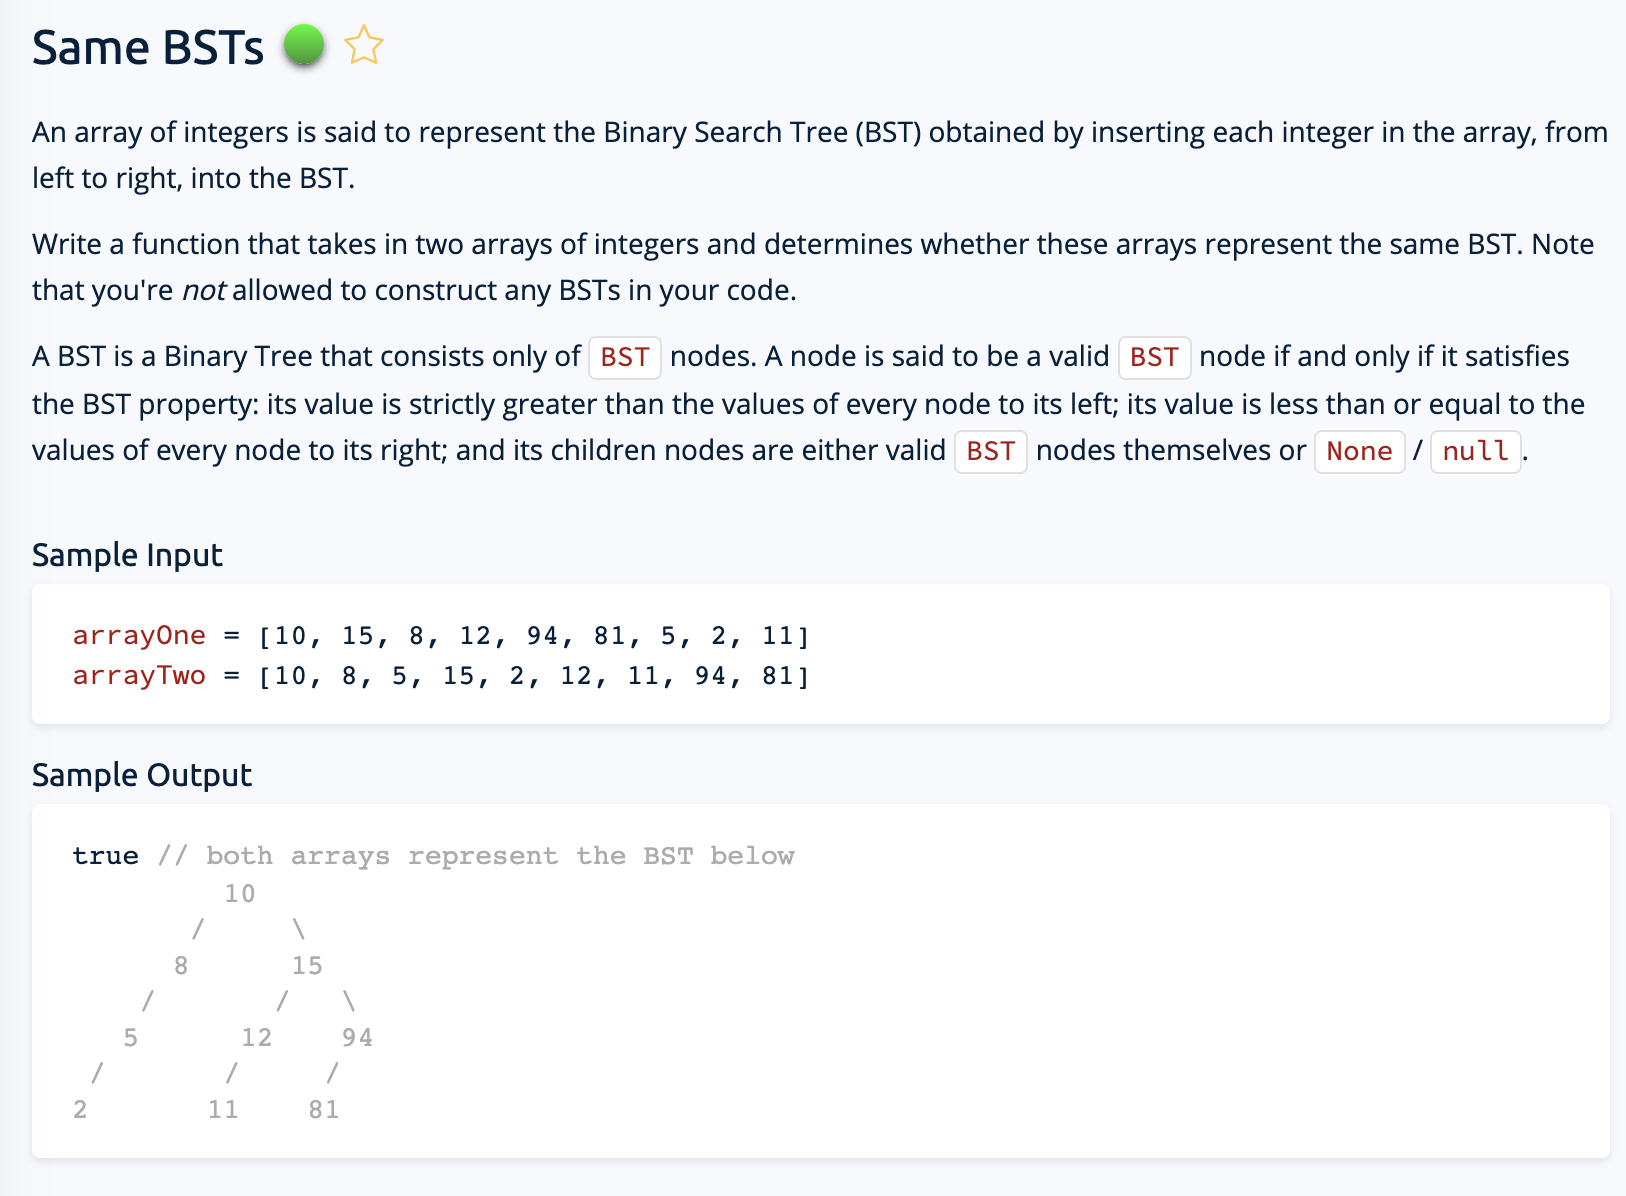 Same BSTs
An array of integers is said to represent the Binary Search Tree (BST) obtained by inserting each integer in the array, from
left to right, into the BST.
Write a function that takes in two arrays of integers and determines whether these arrays represent the same BST. Note
that you're not allowed to construct any BSTs in your code.
A BST is a Binary Tree that consists only of BST nodes. A node is said to be a valid BST node if and only if it satisfies
the BST property: its value is strictly greater than the values of every node to its left; its value is less than or equal to the
values of every node to its right; and its children nodes are either valid BST nodes themselves or None / null.
Sample Input
arrayOne = [10, 15, 8, 12, 94, 81, 5, 2, 11]
arrayTwo = [10, 8, 5, 15, 2, 12, 11, 94, 81]
Sample Output
true // both arrays represent the BST below
10
/ \
8 15
/ / \
5 12 94
/ / /
2 11 81